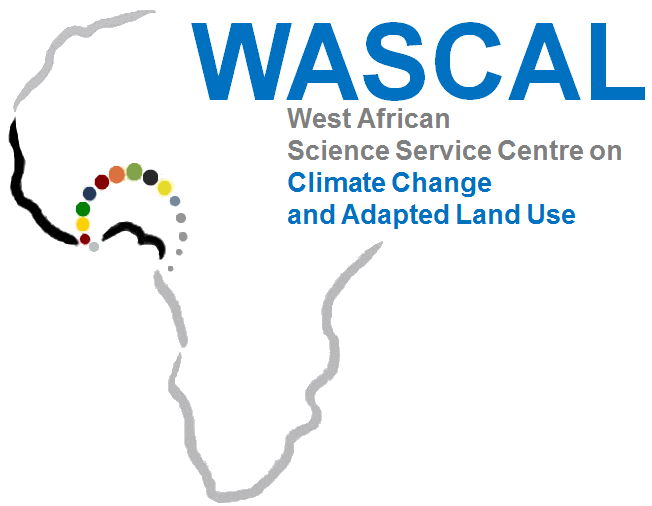 WASCAL
West African
Science Service Centre on
Climate Change
and Adapted Land Use